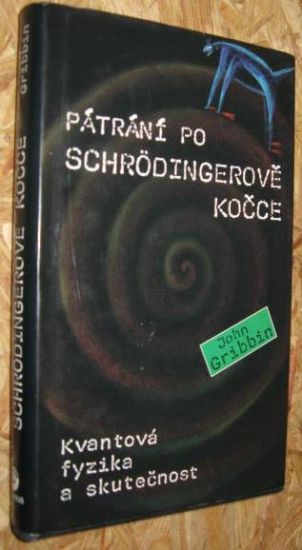 PÁTRÁNÍ PO
SCHRÖDINGEROVĚ
KOČCE
John
Gribbin
Kvantová
fyzika
a skutečnost
SCHRÖDINGEROVĚ KOČCE Gribbin